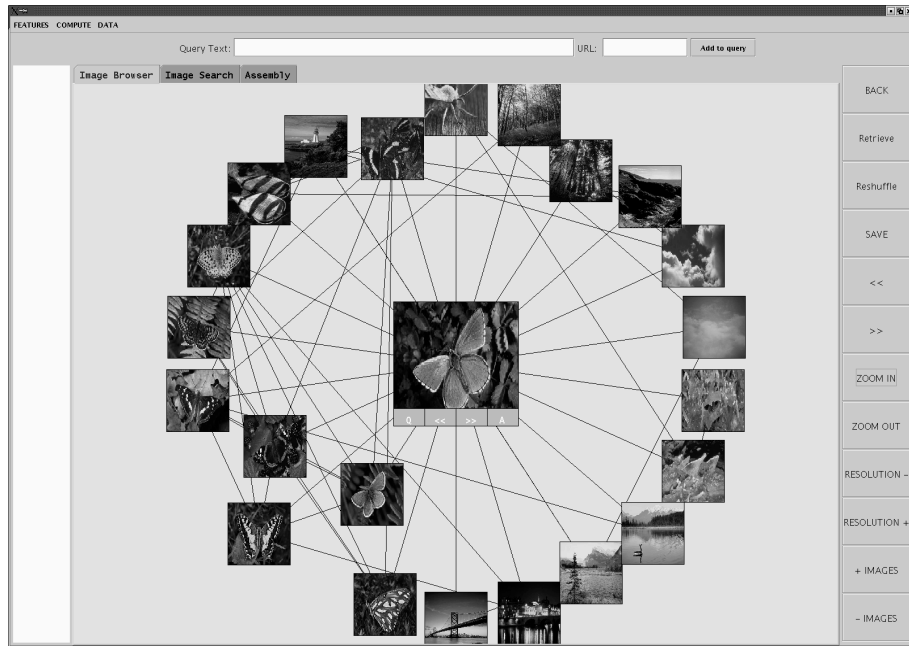 FEATURES COMPUTE DATA
Query Text: URL: Add to query
Image Browser Image Search Assembly
BACK
Retrieve
Reshuffle
SAVE
<<
>>
ZOOM IN
Q << >> A
ZOOM OUT
RESOLUTION -
RESOLUTION +
+ IMAGES
- IMAGES